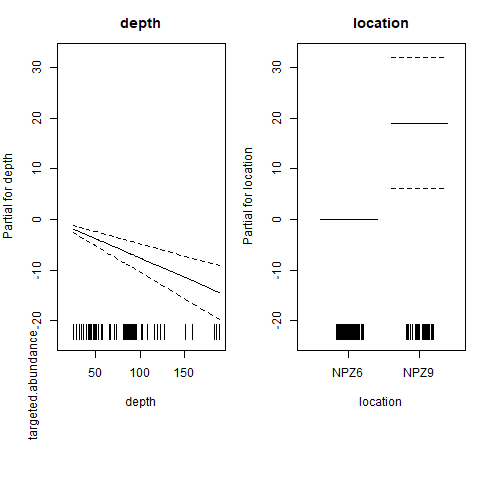 depth
Partial for depth
30
20
10
0
-10
-20
50
100
150
depth
targeted.abundance
location
Partial for location
30
20
10
0
-10
-20
NPZ6
NPZ9
location